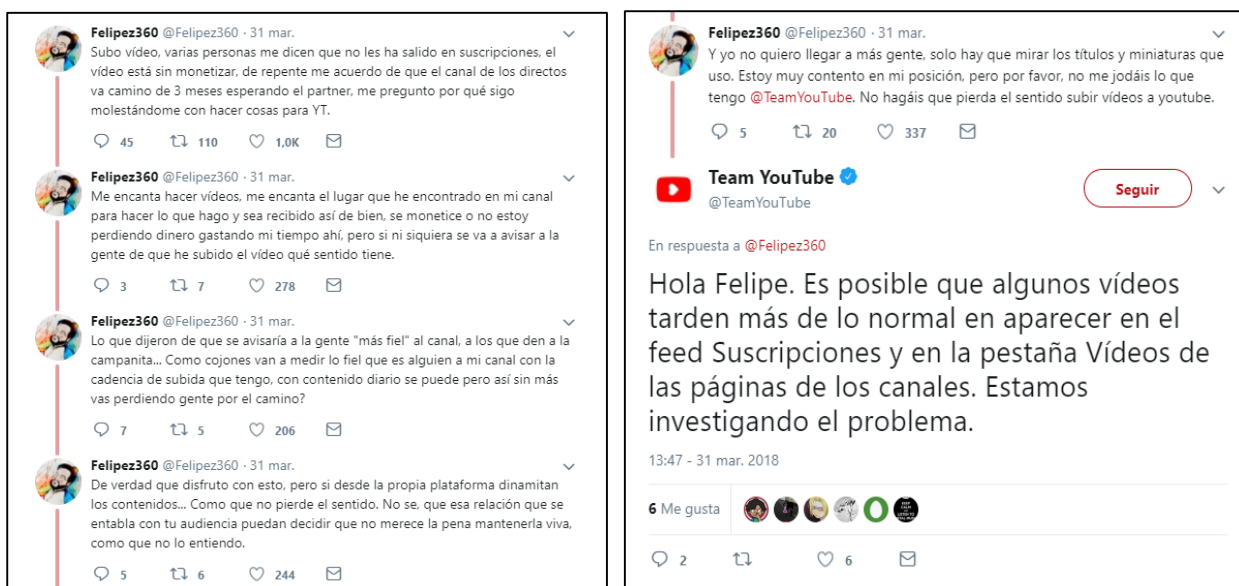 Felipez360 @Felipez360 · 31 mar.
Subo vídeo, varias personas me dicen que no les ha salido en suscripciones, el
vídeo está sin monetizar, de repente me acuerdo de que el canal de los directos
va camino de 3 meses esperando el partner, me pregunto por qué sigo
molestándome con hacer cosas para YT.
45 110 1,0K
Felipez360 @Felipez360 · 31 mar.
Me encanta hacer vídeos, me encanta el lugar que he encontrado en mi canal
para hacer lo que hago y sea recibido así de bien, se monetice o no estoy
perdiendo dinero gastando mi tiempo ahí, pero si ni siquiera se va a avisar a la
gente de que he subido el vídeo qué sentido tiene.
3 7 278
Felipez360 @Felipez360 · 31 mar.
Lo que dijeron de que se avisaría a la gente "más fiel" al canal, a los que den a la
campanita... Como cojones van a medir lo fiel que es alguien a mi canal con la
cadencia de subida que tengo, con contenido diario se puede pero así sin más
vas perdiendo gente por el camino?
7 5 206
Felipez360 @Felipez360 · 31 mar.
De verdad que disfruto con esto, pero si desde la propia plataforma dinamitan
los contenidos... Como que no pierde el sentido. No se, que esa relación que se
entabla con tu audiencia puedan decidir que no merece la pena mantenerla viva,
como que no lo entiendo.
5 6 244
Felipez360 @Felipez360 · 31 mar.
Y yo no quiero llegar a más gente, solo hay que mirar los títulos y miniaturas que
uso. Estoy muy contento en mi posición, pero por favor, no me jodáis lo que
tengo @TeamYouTube. No hagáis que pierda el sentido subir vídeos a youtube.
5 20 337
Team YouTube
@TeamYouTube
Seguir
En respuesta a @Felipez360
Hola Felipe. Es posible que algunos vídeos
tarden más de lo normal en aparecer en el
feed Suscripciones y en la pestaña Vídeos de
las páginas de los canales. Estamos
investigando el problema.
13:47 - 31 mar. 2018
6 Me gusta
2 6